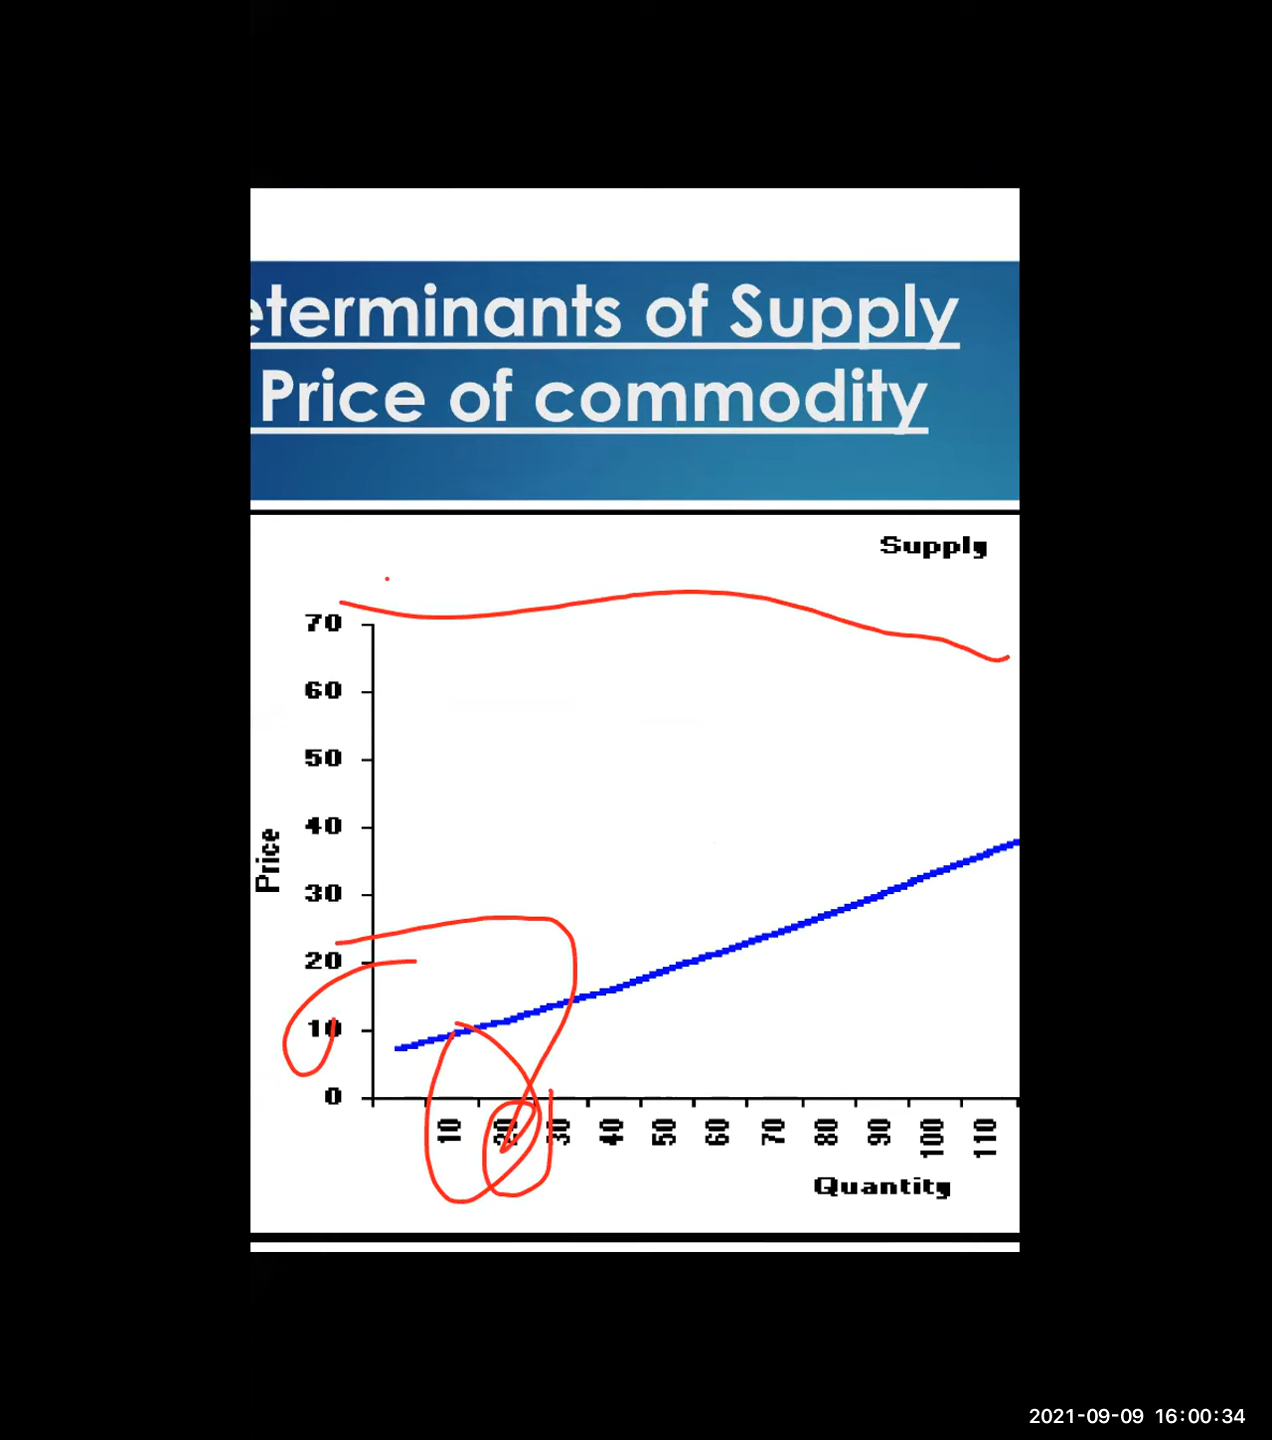 eterminants of Supply
Price of commodity
Supply
70
60
50
40
30
20
10
0
Price
10 20 30 40 50 60 70 80 90 100 110
Quantity
2021-09-09 16:00:34